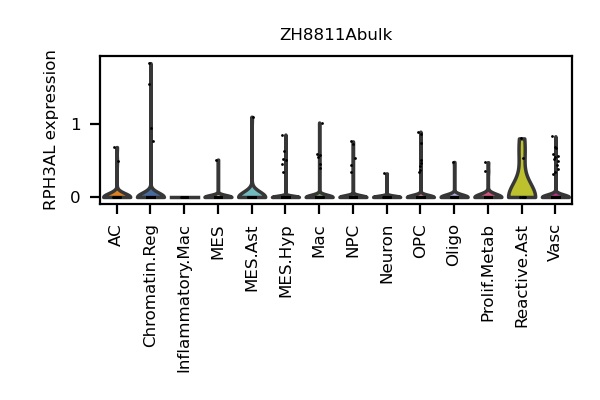 ZH8811Abulk
RPH3AL expression
1
0
AC
Chromatin.Reg
Inflammatory.Mac
MES
MES.Ast
MES.Hyp
Mac
NPC
Neuron
OPC
Oligo
Prolif.Metab
Reactive.Ast
Vasc